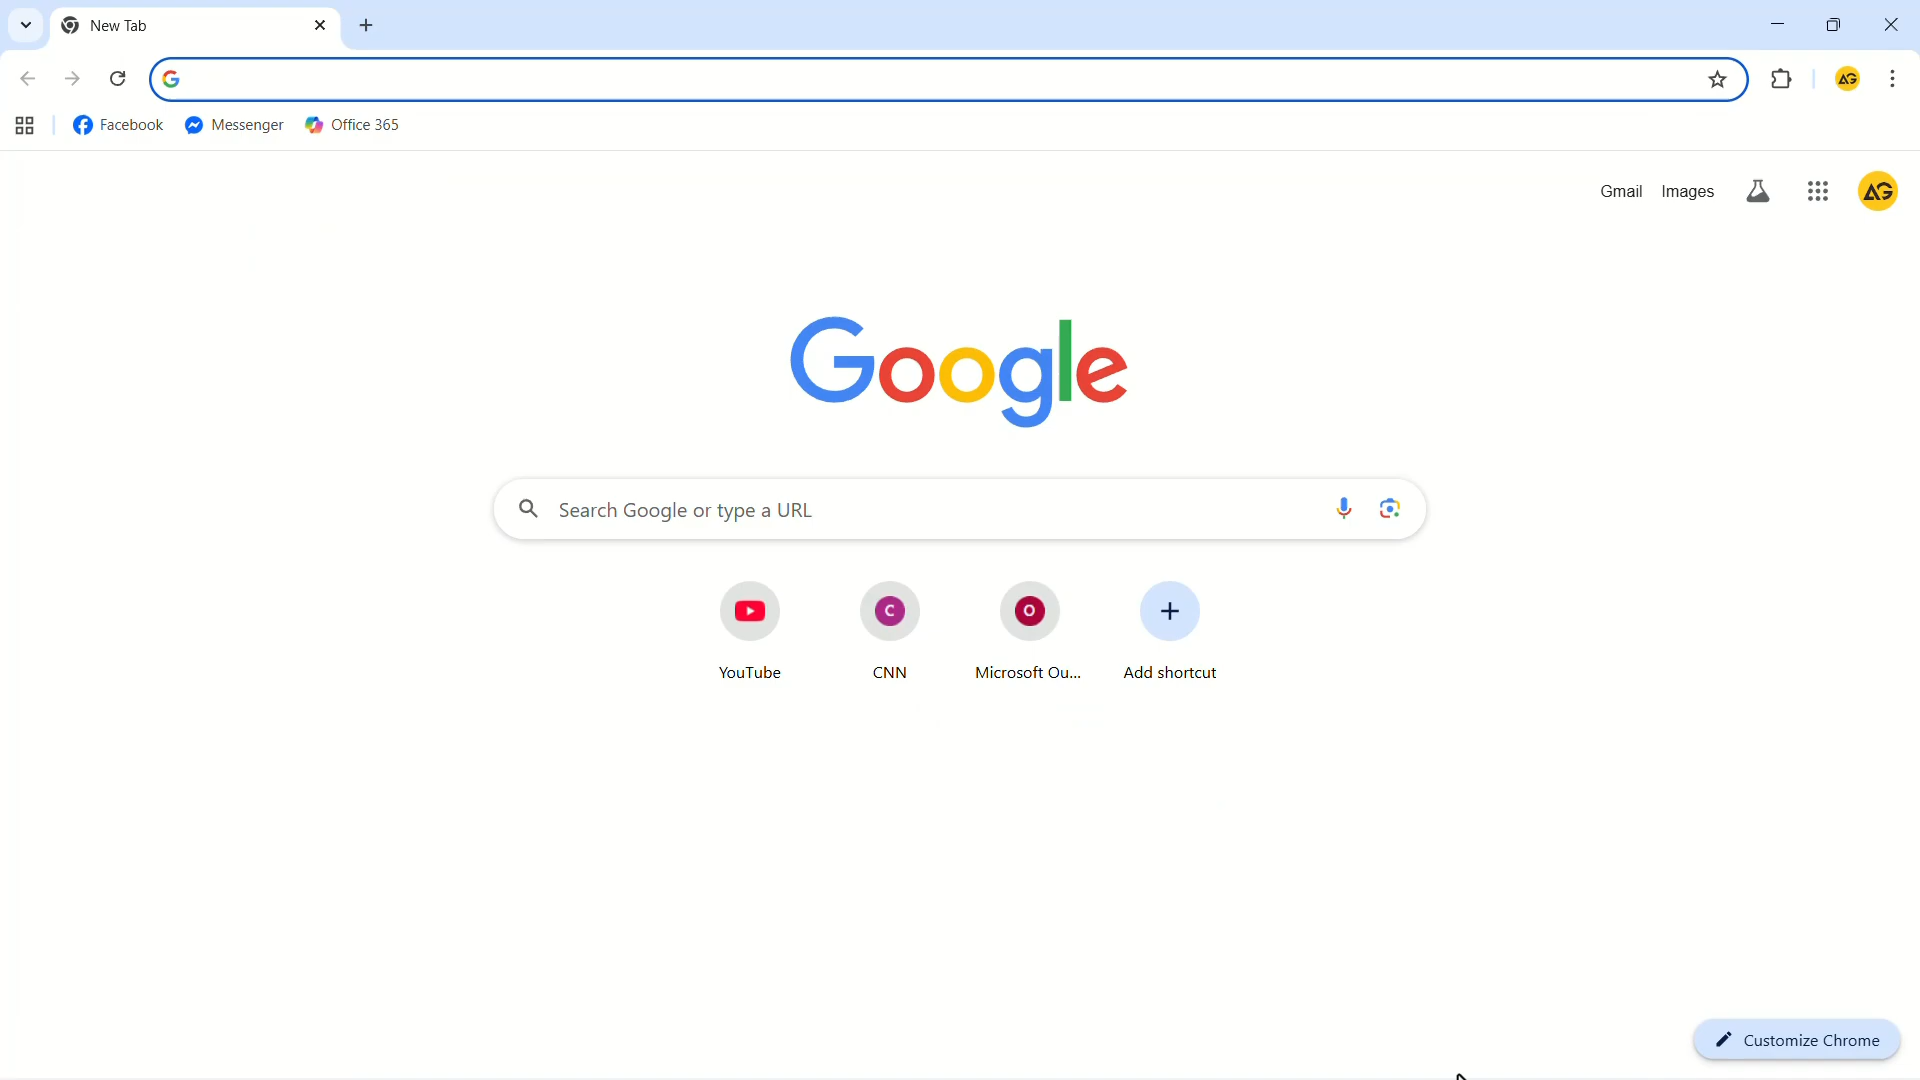 New Tab
Facebook
Messenger
Office 365
Gmail
Images
AG
Google
Search Google or type a URL
C
O
YouTube
CNN
Microsoft Ou...
Add shortcut
Customize Chrome